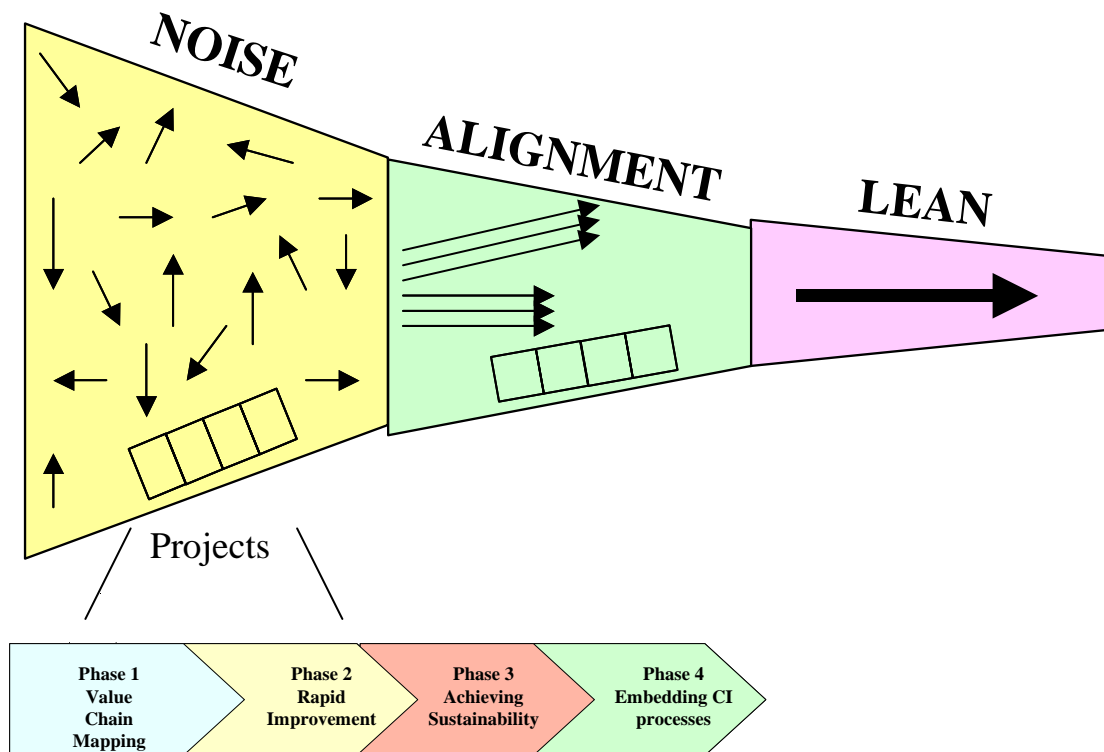 NOISE
ALIGNMENT
LEAN
Projects
Phase 1
Value
Chain
Mapping
Phase 2
Rapid
Improvement
Phase 3
Achieving
Sustainability
Phase 4
Embedding CI
processes